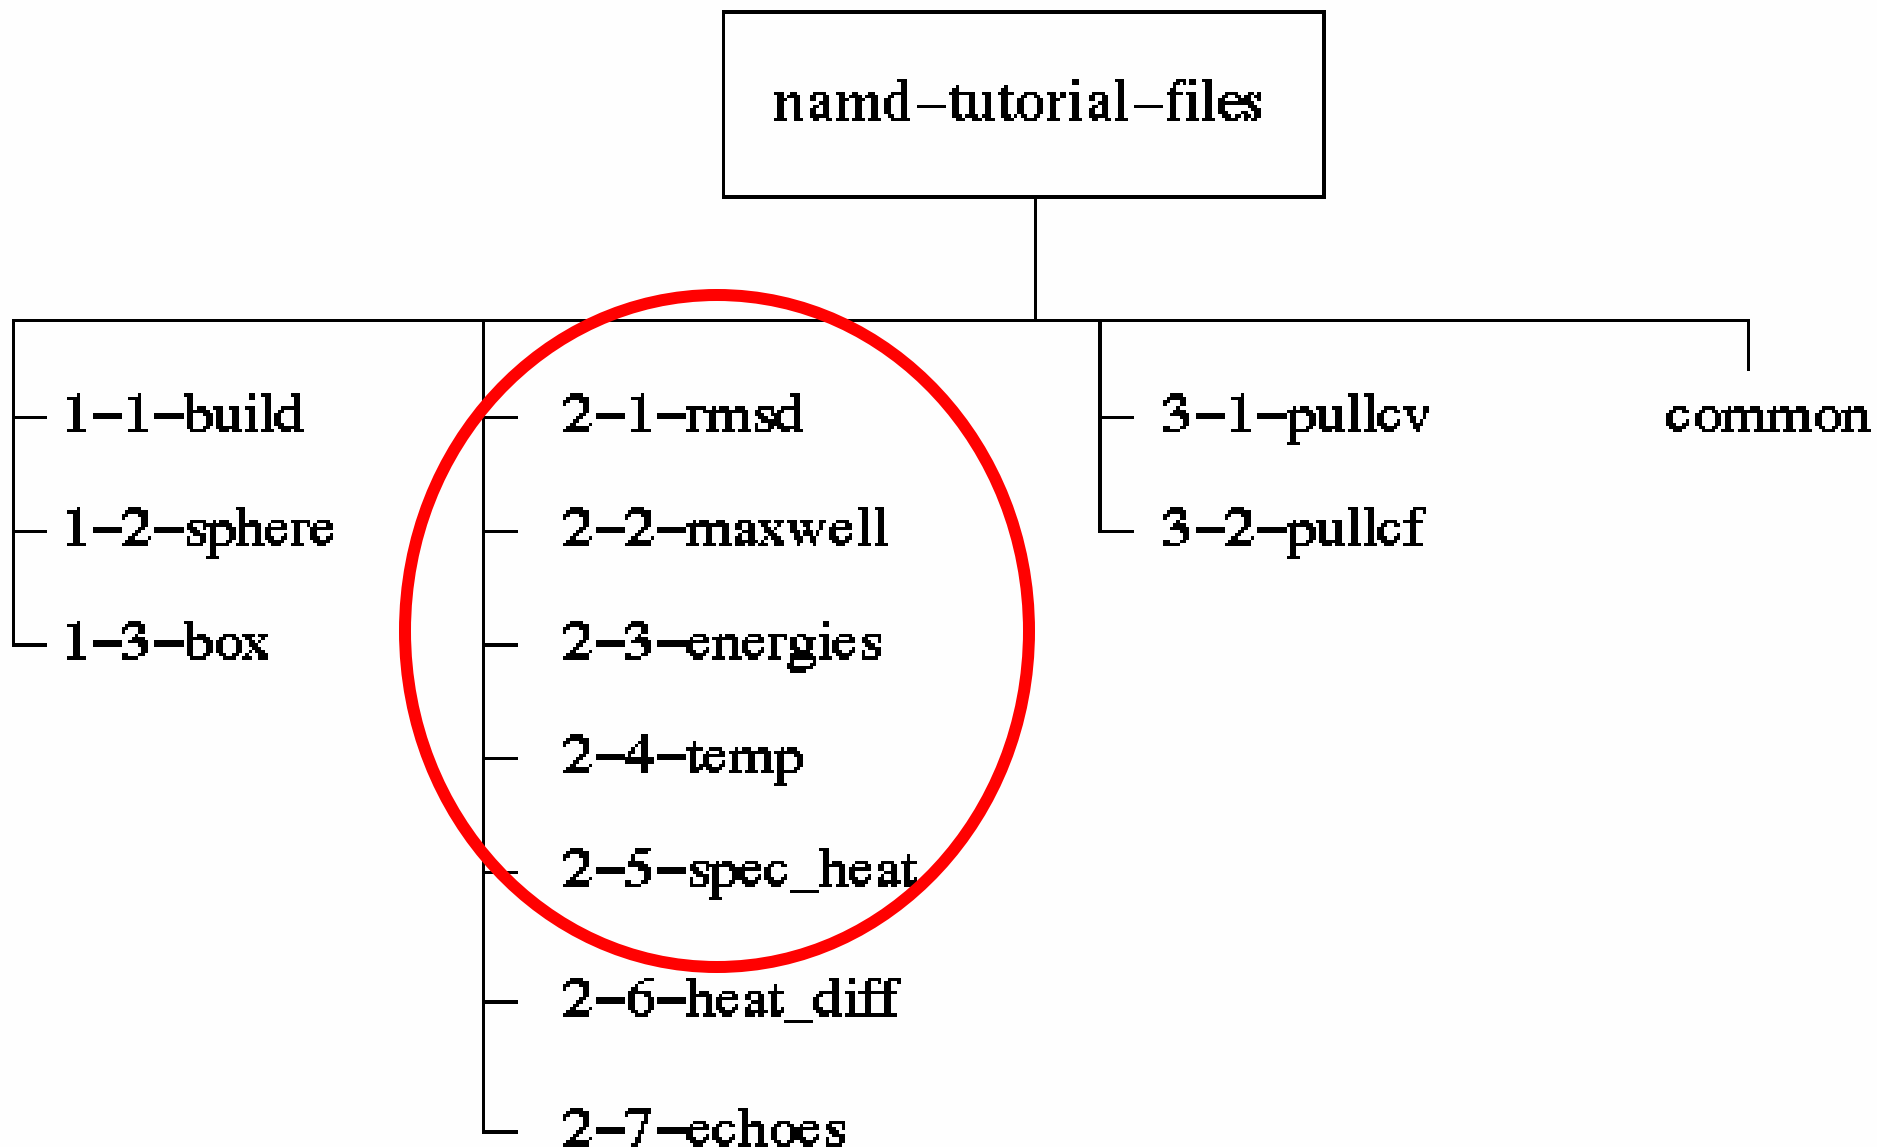 namd-tutorial-files
1-1-build
1-2-sphere
1-3-box
2-1-rmsd
2-2-maxwell
2-3-energies
2-4-temp
2-5-spec_heat
2-6-heat_diff
2-7-echoes
3-1-pullcv
3-2-pullcf
common